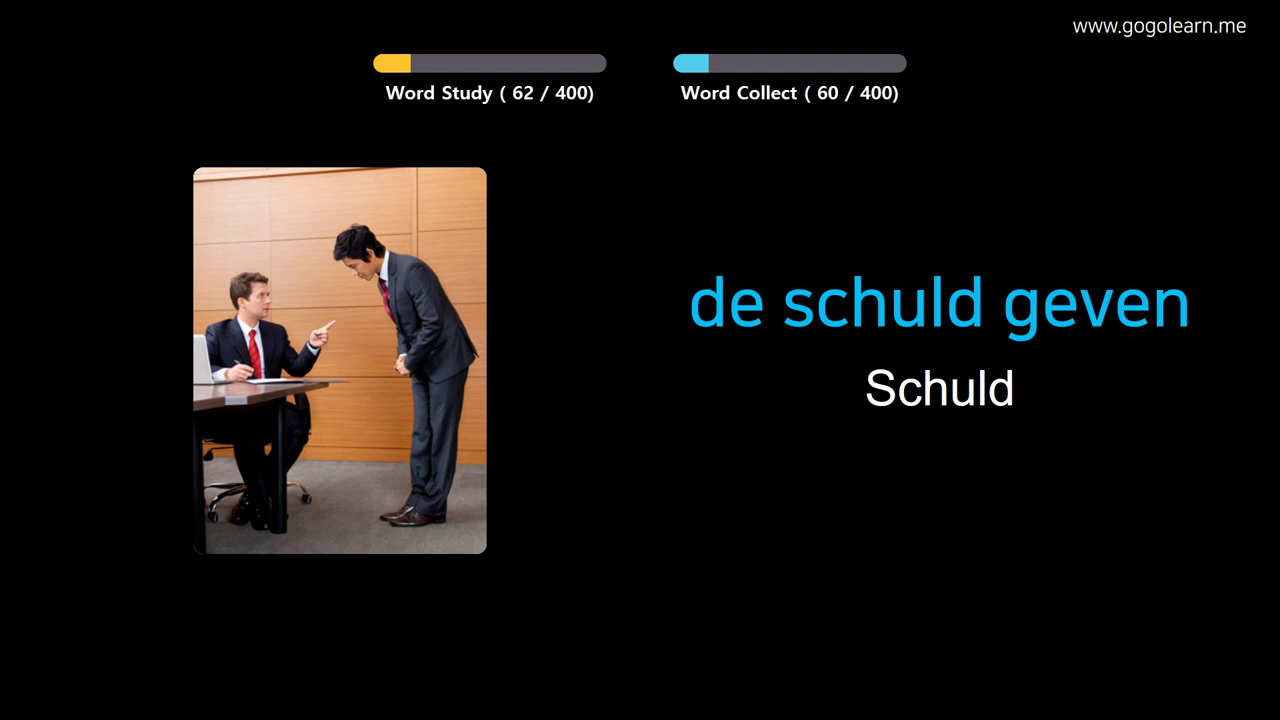 www.gogolearn.me
Word Study ( 62 / 400)
Word Collect ( 60 / 400)
de schuld geven
Schuld